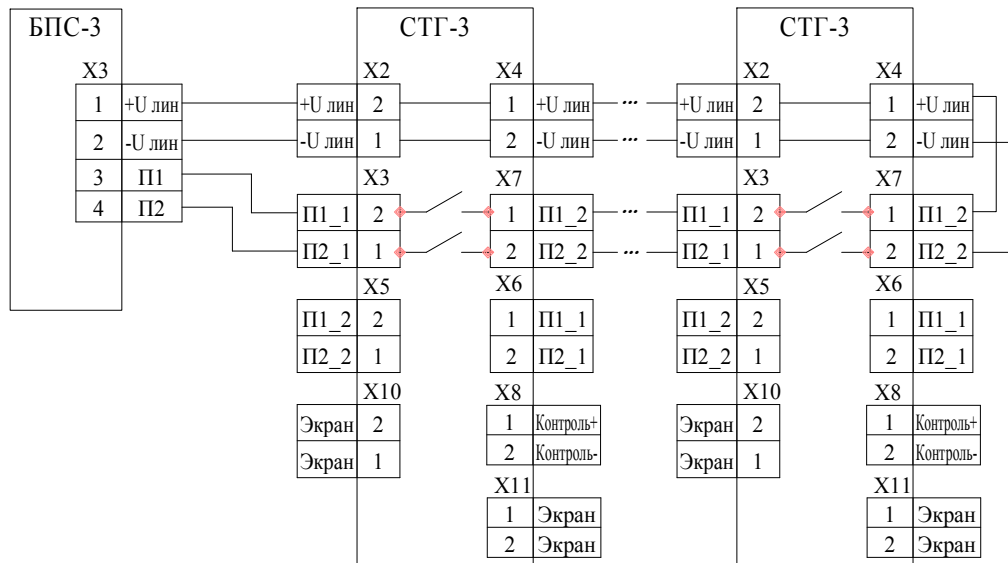 БПС-3 СТГ-3 СТГ-3
X3 X2 X4 X2 X4
1 +U лин +U лин 2 1 +U лин ... +U лин 2 1 +U лин
2 -U лин -U лин 1 2 -U лин ... -U лин 1 2 -U лин
3 П1 X3 X7 X3 X7
4 П2 П1_1 2 1 П1_2 ... П1_1 2 1 П1_2
П2_1 1 2 П2_2 ... П2_1 1 2 П2_2
X5 X6 X5 X6
П1_2 2 1 П1_1 П1_2 2 1 П1_1
П2_2 1 2 П2_1 П2_2 1 2 П2_1
X10 X8 X10 X8
Экран 2 1 Контроль+ Экран 2 1 Контроль+
Экран 1 2 Контроль- Экран 1 2 Контроль-
X11 X11
1 Экран 1 Экран
2 Экран 2 Экран